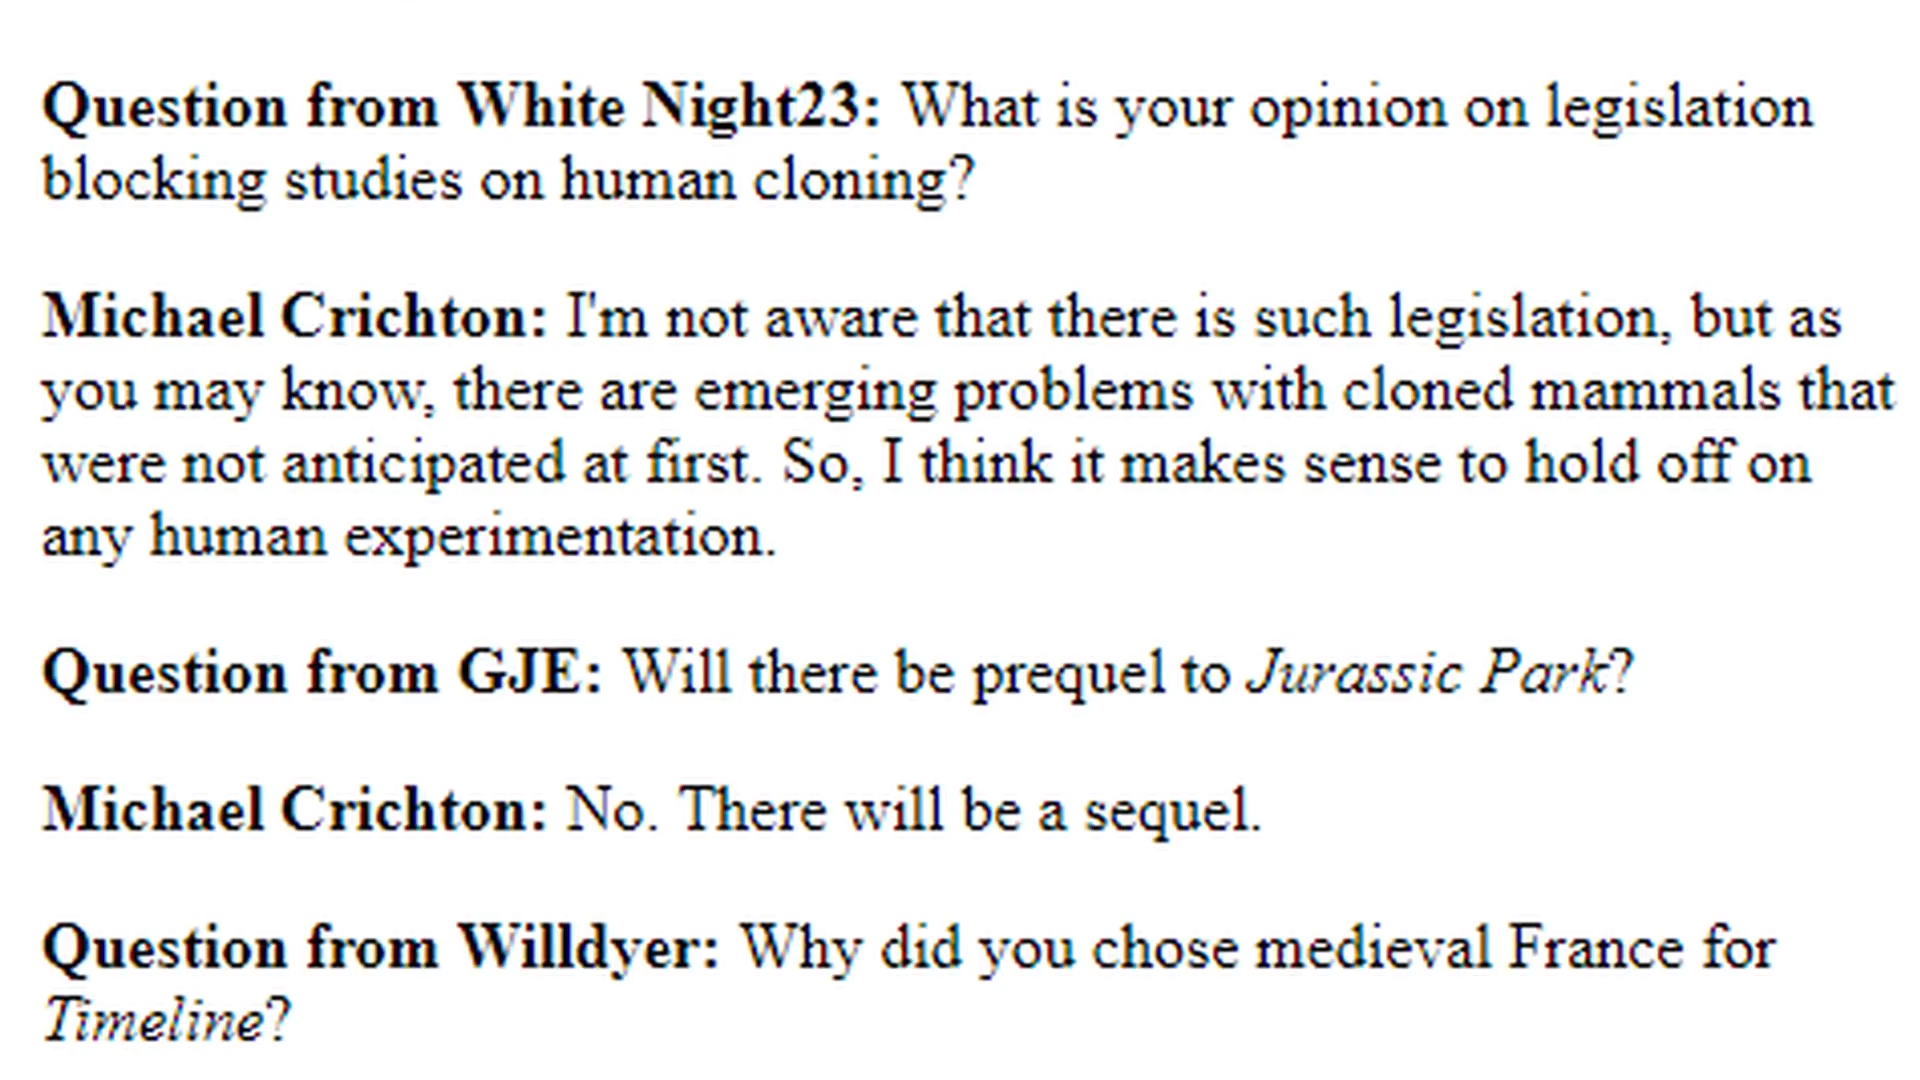 Question from White Night23: What is your opinion on legislation
blocking studies on human cloning?
Michael Crichton: I'm not aware that there is such legislation, but as
you may know, there are emerging problems with cloned mammals that
were not anticipated at first. So, I think it makes sense to hold off on
any human experimentation.
Question from GJE: Will there be prequel to Jurassic Park?
Michael Crichton: No. There will be a sequel.
Question from Willdyer: Why did you chose medieval France for
Timeline?